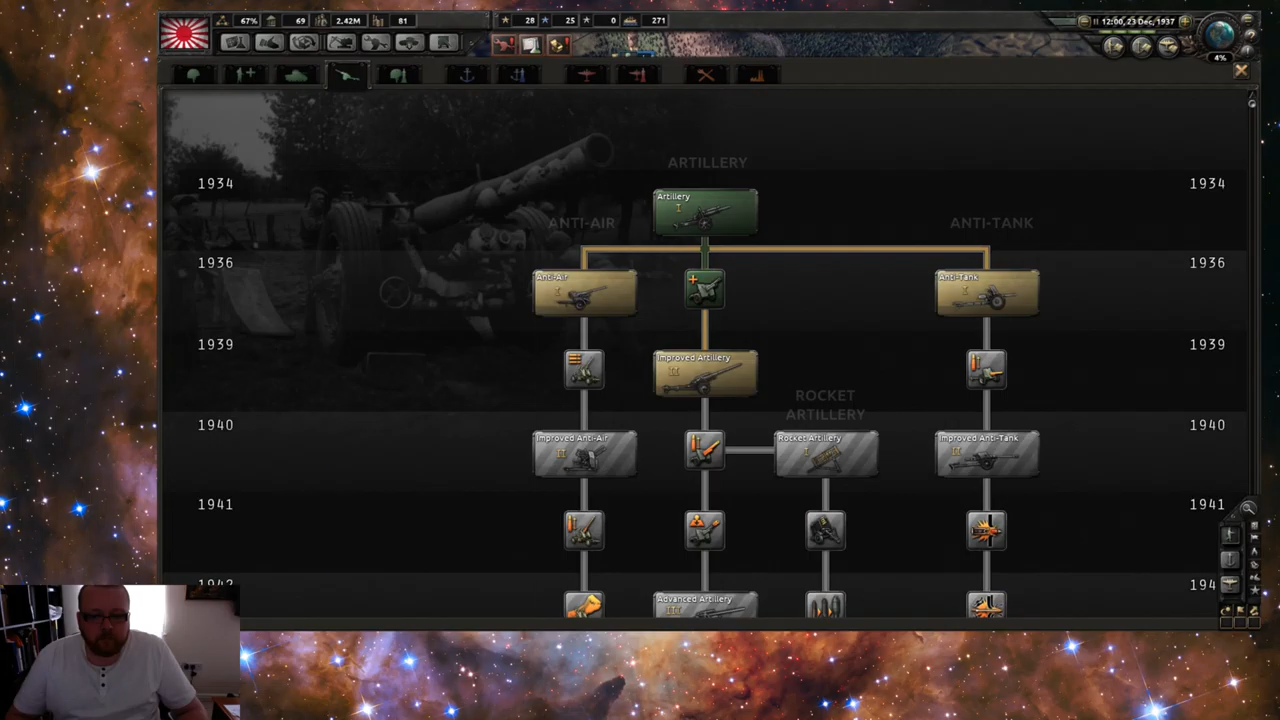 67% 69 2.42M 81 28 25 0 271 12:00, 23 Dec, 1937
4%
ARTILLERY
1934 1934
Artillery
I
ANTI-AIR ANTI-TANK
1936 1936
Anti-Air Anti-Tank
I I
1939 1939
Improved Artillery
II
ROCKET
ARTILLERY
1940 1940
Improved Anti-Air Rocket Artillery Improved Anti-Tank
II I II
1941 1941
1942 194
Advanced Artillery
III